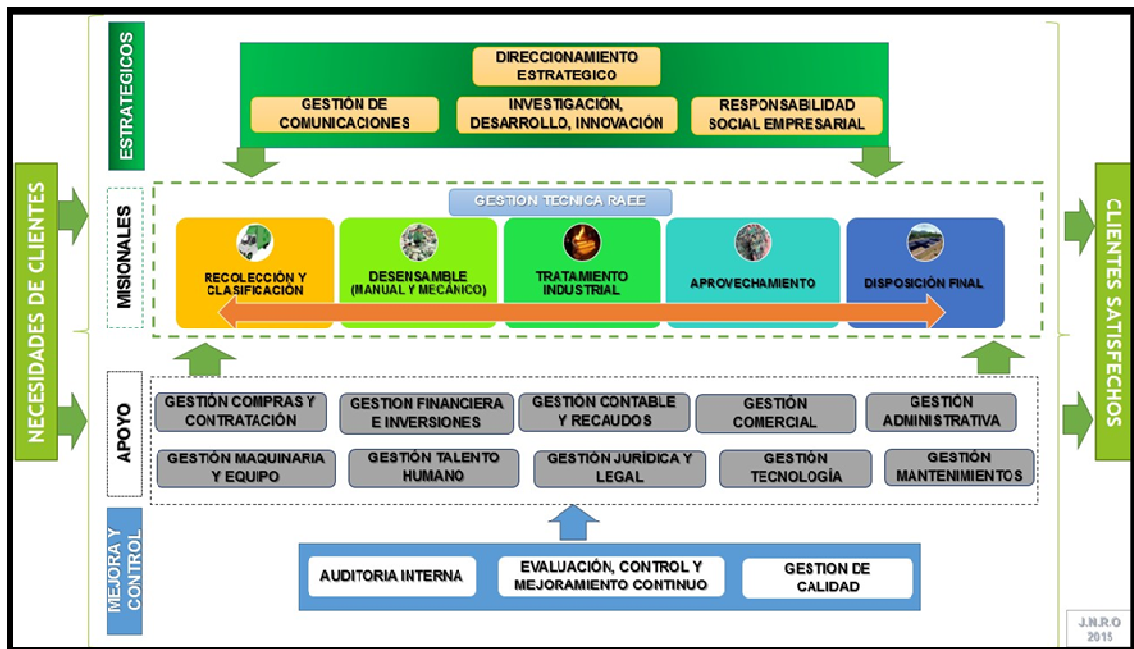 ESTRATEGICOS
DIRECCIONAMIENTO
ESTRATEGICO
GESTIÓN DE
COMUNICACIONES
INVESTIGACIÓN,
DESARROLLO, INNOVACIÓN
RESPONSABILIDAD
SOCIAL EMPRESARIAL
NECESIDADES DE CLIENTES
MISIONALES
GESTION TECNICA RAEE
RECOLECCIÓN Y
CLASIFICACIÓN
DESENSAMBLE
(MANUAL Y MECÁNICO)
TRATAMIENTO
INDUSTRIAL
APROVECHAMIENTO
DISPOSICIÓN FINAL
CLIENTES SATISFECHOS
APOYO
GESTIÓN COMPRAS Y
CONTRATACIÓN
GESTION FINANCIERA
E INVERSIONES
GESTIÓN CONTABLE
Y RECAUDOS
GESTIÓN
COMERCIAL
GESTIÓN
ADMINISTRATIVA
GESTIÓN MAQUINARIA
Y EQUIPO
GESTIÓN TALENTO
HUMANO
GESTIÓN JURÍDICA Y
LEGAL
GESTIÓN
TECNOLOGÍA
GESTIÓN
MANTENIMIENTOS
MEJORA Y
CONTROL
AUDITORIA INTERNA
EVALUACIÓN, CONTROL Y
MEJORAMIENTO CONTINUO
GESTION DE
CALIDAD
J.N.R.O
2015